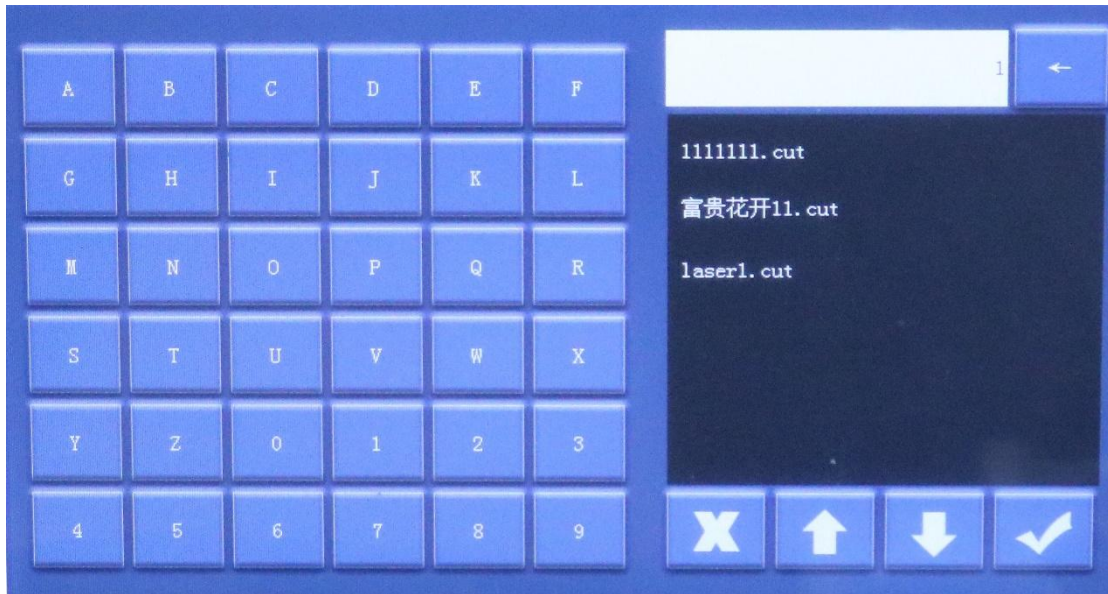 A B C D E F
G H I J K L
M N O P Q R
S T U V W X
Y Z 0 1 2 3
4 5 6 7 8 9
1
←
1111111.cut
富贵花开11.cut
laser1.cut